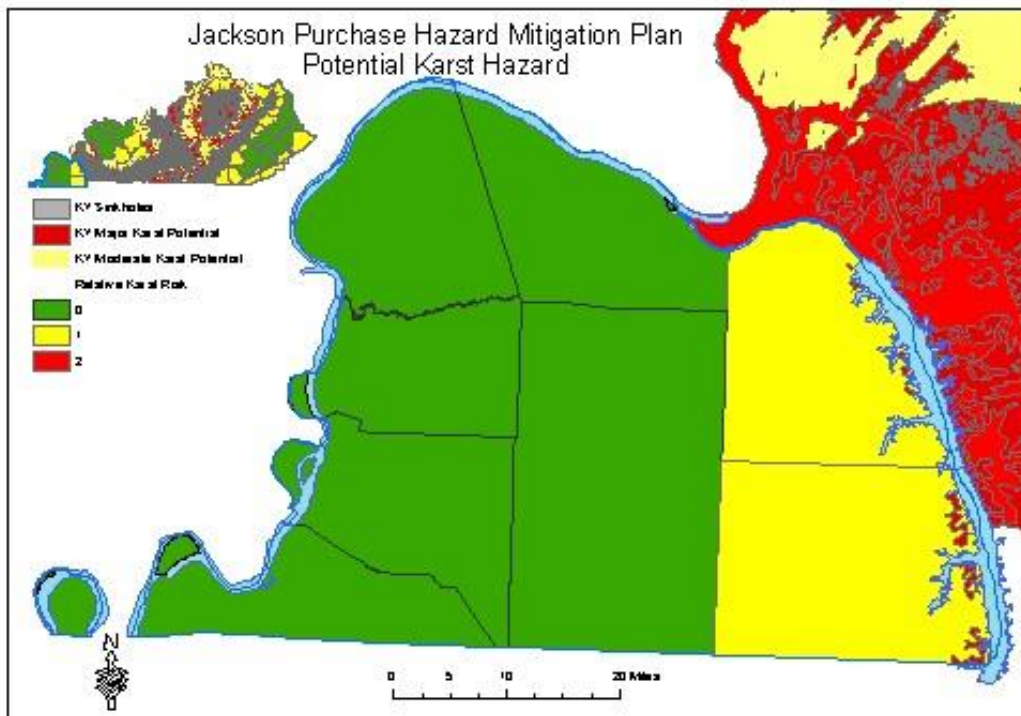 Jackson Purchase Hazard Mitigation Plan
Potential Karst Hazard
KY Sinkholes
KY Major Karst Potential
KY Moderate Karst Potential
Relative Karst Risk
0
1
2
N
0 10 20 Miles